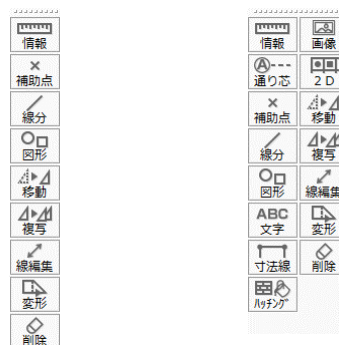 情報
補助点
線分
図形
移動
複写
線編集
変形
削除
情報
画像
A
通り芯
2D
補助点
移動
線分
複写
図形
線編集
ABC
文字
変形
寸法線
削除
ハッチング